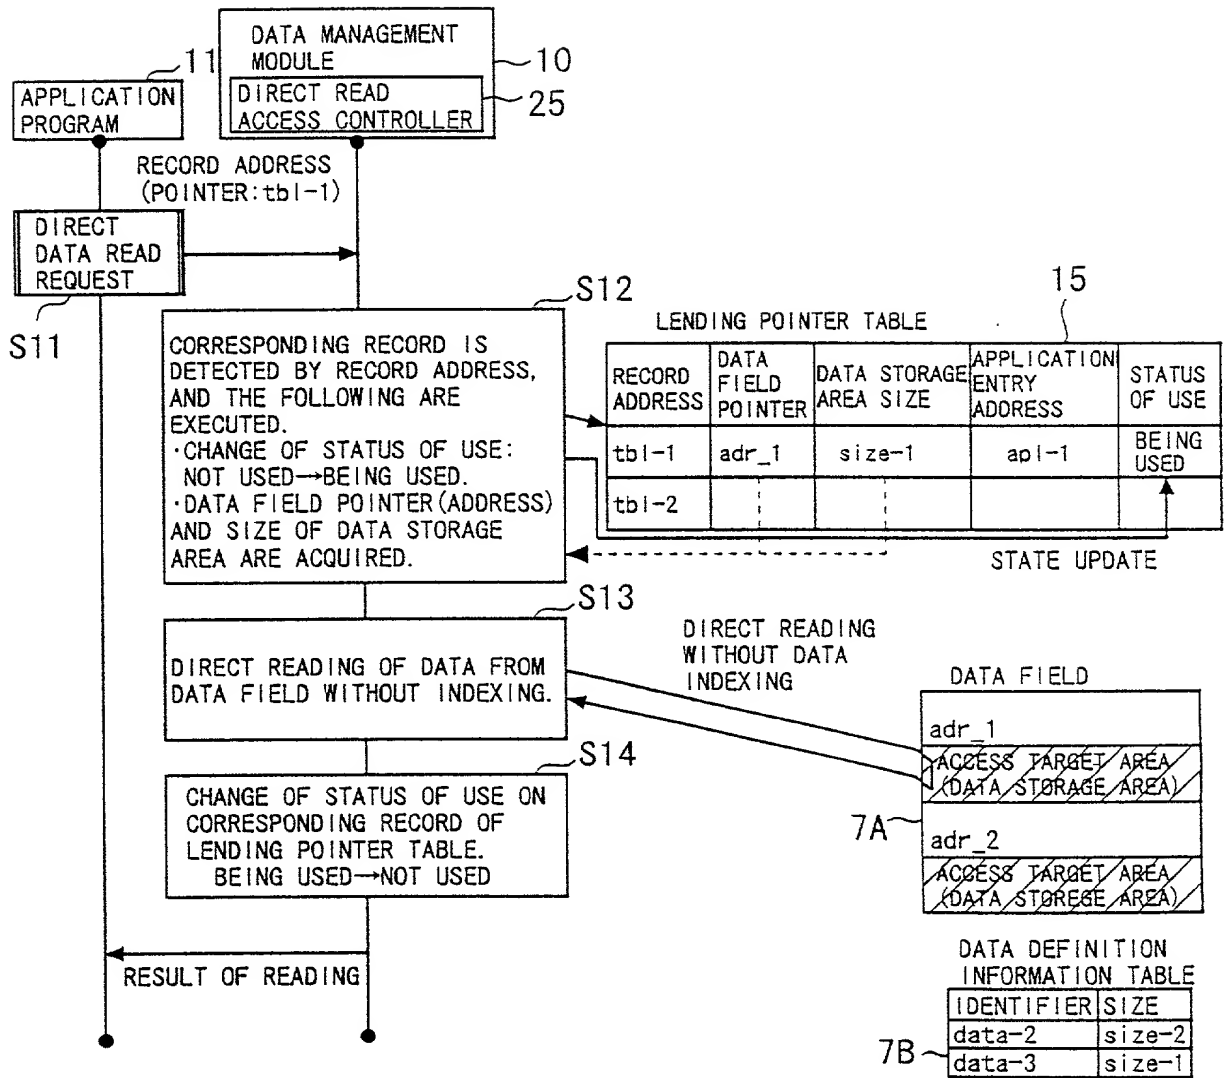 DATA MANAGEMENT
MODULE
10
DIRECT READ
ACCESS CONTROLLER
25
11
APPLICATION
PROGRAM
RECORD ADDRESS
(POINTER:tbl-1)
DIRECT
DATA READ
REQUEST
S11
S12
CORRESPONDING RECORD IS
DETECTED BY RECORD ADDRESS,
AND THE FOLLOWING ARE
EXECUTED.
·CHANGE OF STATUS OF USE:
NOT USED→BEING USED.
·DATA FIELD POINTER(ADDRESS)
AND SIZE OF DATA STORAGE
AREA ARE ACQUIRED.
15
LENDING POINTER TABLE
RECORD ADDRESS
DATA FIELD POINTER
DATA STORAGE AREA SIZE
APPLICATION ENTRY ADDRESS
STATUS OF USE
tbl-1 adr_1 size-1 apl-1 BEING USED
tbl-2
STATE UPDATE
S13
DIRECT READING OF DATA FROM
DATA FIELD WITHOUT INDEXING.
DIRECT READING
WITHOUT DATA
INDEXING
DATA FIELD
adr_1
ACCESS TARGET AREA
(DATA STORAGE AREA)
7A
adr_2
ACCESS TARGET AREA
(DATA STOREGE AREA)
S14
CHANGE OF STATUS OF USE ON
CORRESPONDING RECORD OF
LENDING POINTER TABLE.
BEING USED→NOT USED
RESULT OF READING
DATA DEFINITION
INFORMATION TABLE
IDENTIFIER SIZE
data-2 size-2
7B
data-3 size-1